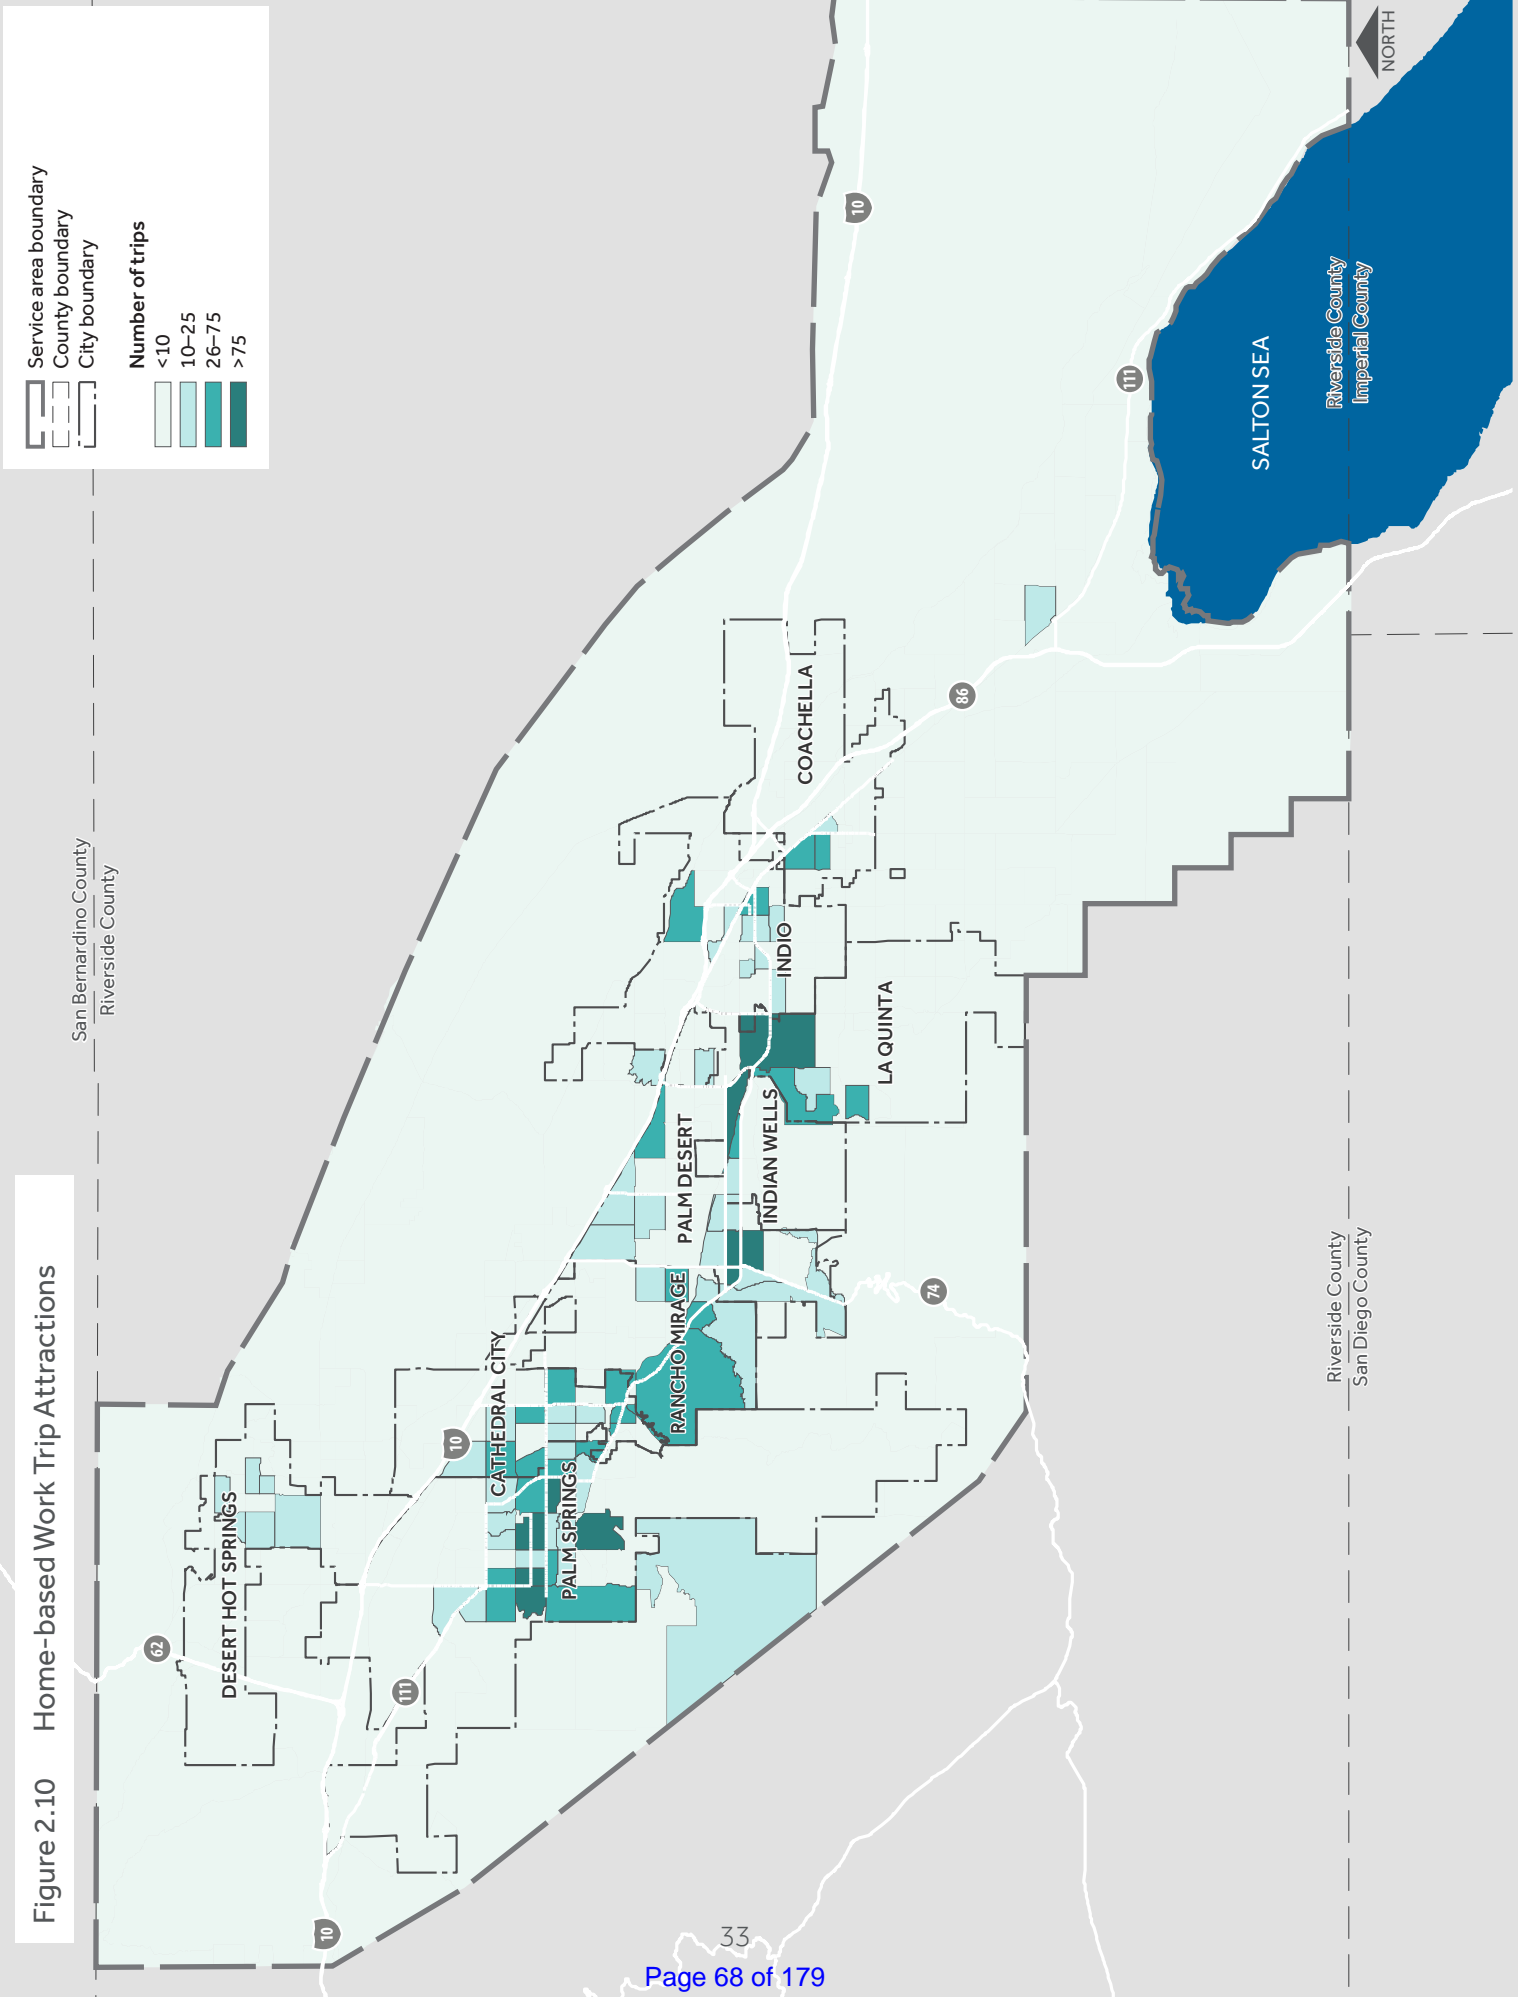 Figure 2.10 Home-based Work Trip Attractions
Service area boundary
County boundary
City boundary
Number of trips
<10
10–25
26–75
>75
NORTH
San Bernardino County
Riverside County
62
DESERT HOT SPRINGS
10
111
10
CATHEDRAL CITY
PALM SPRINGS
RANCHO MIRAGE
PALM DESERT
INDIAN WELLS
LA QUINTA
INDIO
COACHELLA
74
86
111
10
SALTON SEA
Riverside County
Imperial County
Riverside County
San Diego County
33
Page 68 of 179